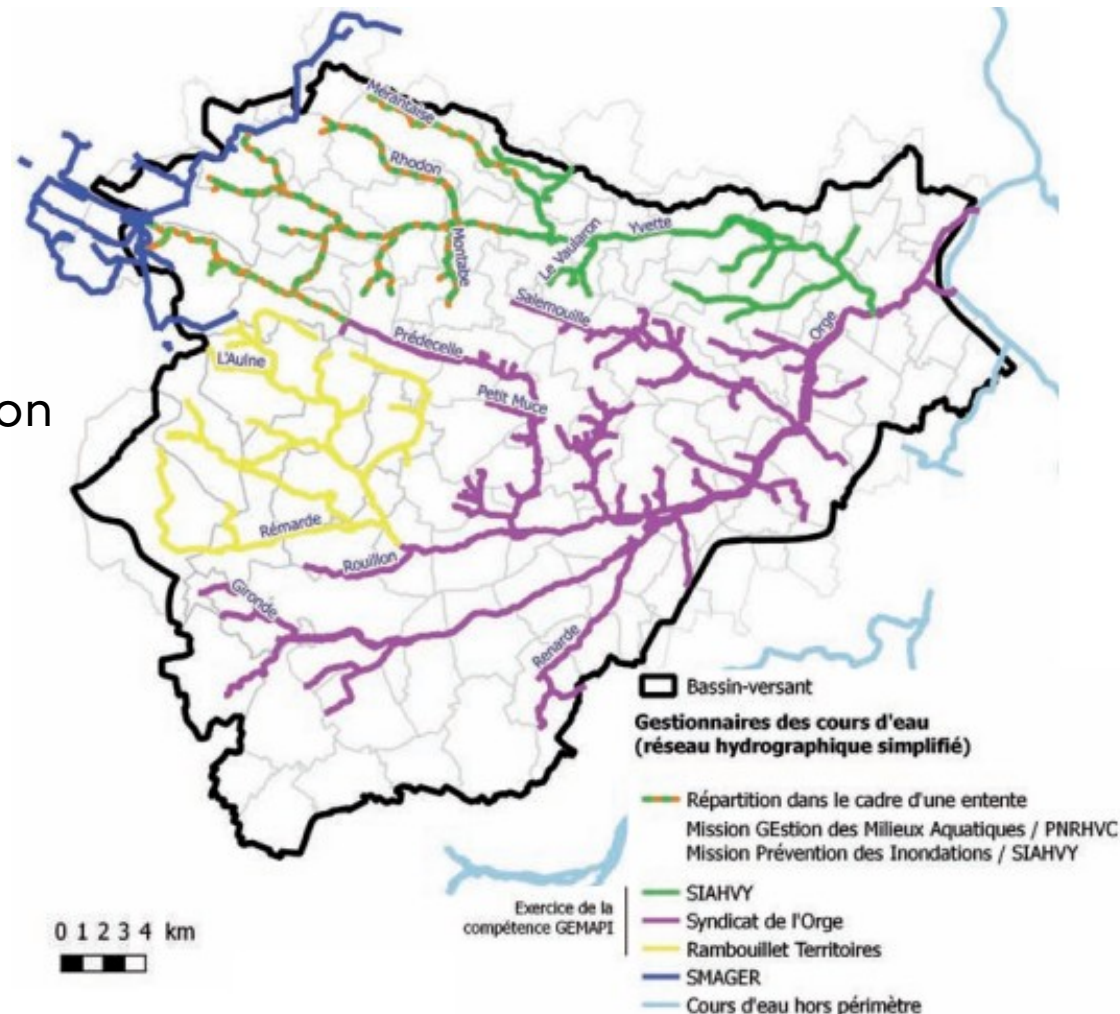 Mérantaise
Rhodon
Montabé
Le Vaularon
Yvette
Salemouille
Prédecelle
Orge
L'Aulne
on
Petit Muce
Rémarde
Rouillon
Gironde
Renarde
Bassin-versant
Gestionnaires des cours d'eau
(réseau hydrographique simplifié)
Répartition dans le cadre d'une entente
Mission GEstion des Milieux Aquatiques / PNRHVC
Mission Prévention des Inondations / SIAHVY
Exercice de la
compétence GEMAPI
SIAHVY
Syndicat de l'Orge
Rambouillet Territoires
SMAGER
Cours d'eau hors périmètre
0 1 2 3 4 km